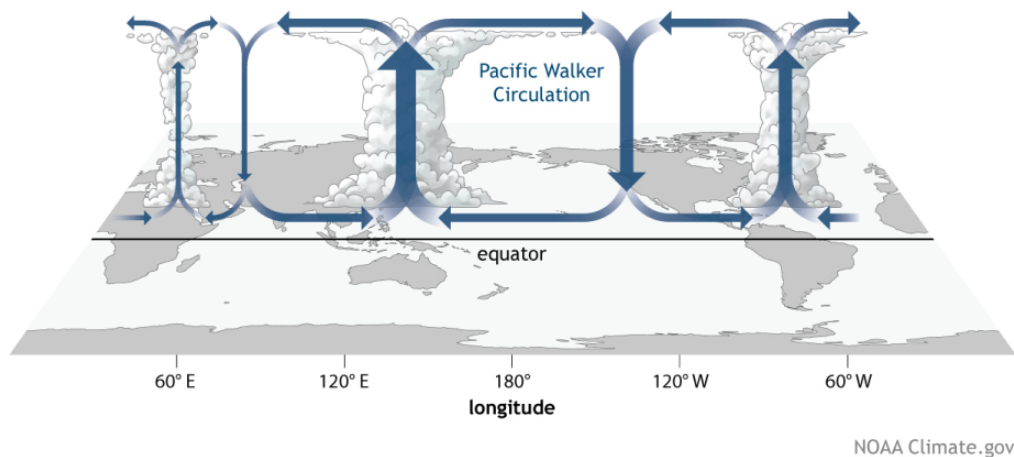 Pacific Walker
Circulation
equator
60° E 120° E 180° 120° W 60° W
longitude
NOAA Climate.gov